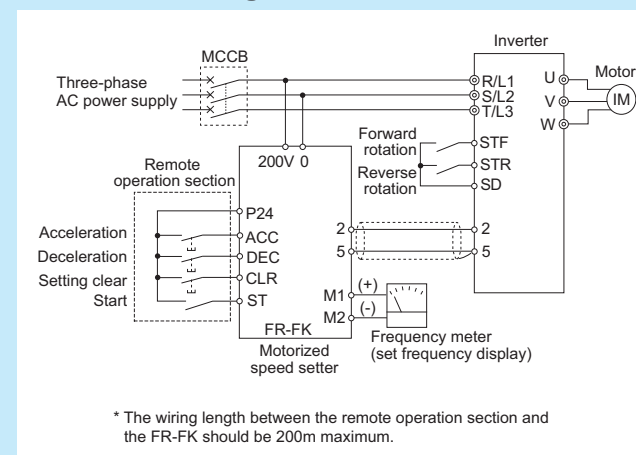 Inverter
MCCB
Motor
Three-phase
AC power supply
R/L1
S/L2
T/L3
U
V
W
IM
Forward
rotation
Reverse
rotation
STF
STR
SD
200V 0
Remote
operation section
P24
Acceleration
ACC
Deceleration
DEC
Setting clear
CLR
Start
ST
2
5
2
5
M1
(+)
M2
(-)
FR-FK
Motorized
speed setter
Frequency meter
(set frequency display)
* The wiring length between the remote operation section and
the FR-FK should be 200m maximum.